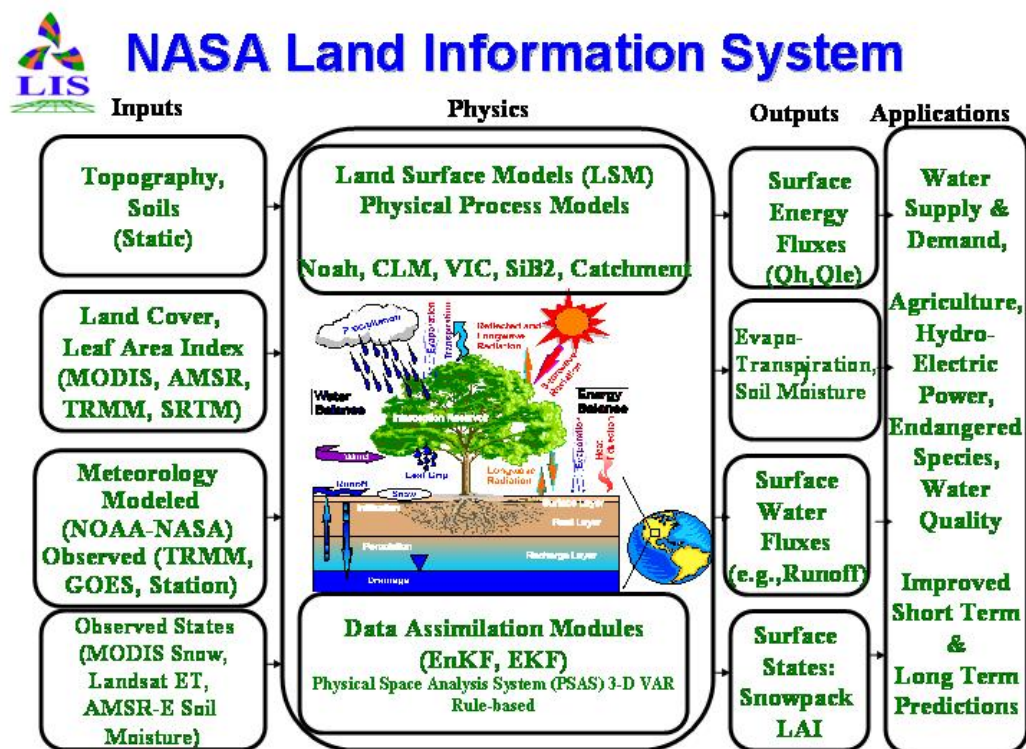 LIS
NASA Land Information System
Inputs
Physics
Outputs
Applications
Topography,
Soils
(Static)
Land Cover,
Leaf Area Index
(MODIS, AMSR,
TRMM, SRTM)
Meteorology
Modeled
(NOAA-NASA)
Observed (TRMM,
GOES, Station)
Observed States
(MODIS Snow,
Landsat ET,
AMSR-E Soil
Moisture)
Land Surface Models (LSM)
Physical Process Models
Noah, CLM, VIC, SiB2, Catchment
Precipitation
Evaporation
Transpiration
Reflected and
Longwave
Radiation
Radiation
Water
Balance
Energy
Balance
Wind
Leaf Drip
Longwave
Radiation
Evaporation
Runoff
Snow
Surface Layer
Root Layer
Percolation
Recharge Layer
Drainage
Data Assimilation Modules
(EnKF, EKF)
Physical Space Analysis System (PSAS) 3-D VAR
Rule-based
Surface
Energy
Fluxes
(Qh,Qle)
Evapo-
Transpiration,
Soil Moisture
)
Surface
Water
Fluxes
(e.g.,Runoff)
Surface
States:
Snowpack
LAI
Water
Supply &
Demand,
Agriculture,
Hydro-
Electric
Power,
Endangered
Species,
Water
Quality
Improved
Short Term
&
Long Term
Predictions